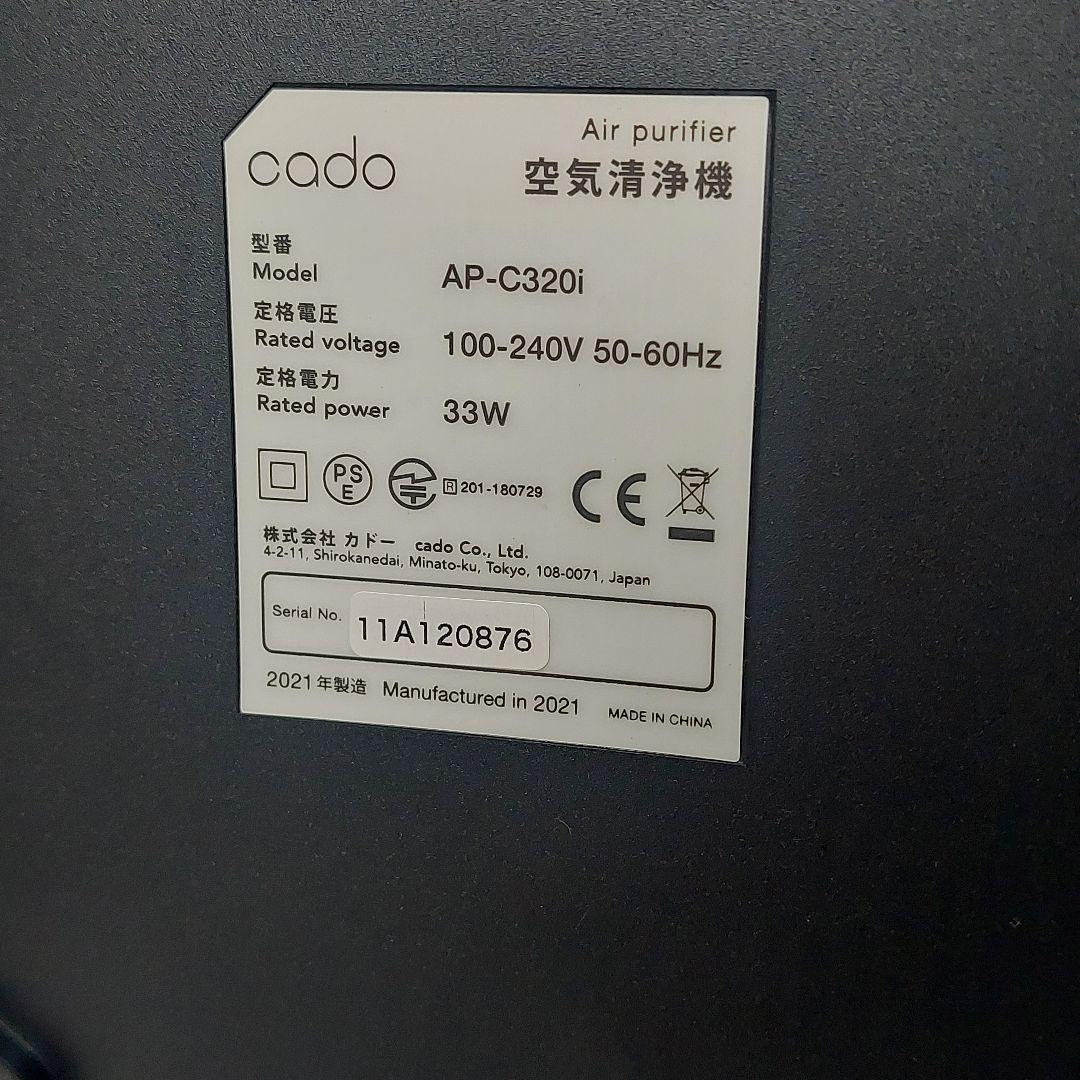 cado
Air purifier
空気清浄機
型番
Model AP-C320i
定格電圧
Rated voltage 100-240V 50-60Hz
定格電力
Rated power 33W
PS
E
R 201-180729
CE
株式会社 カドー cado Co., Ltd.
4-2-11, Shirokanedai, Minato-ku, Tokyo, 108-0071, Japan
Serial No. 11A120876
2021年製造 Manufactured in 2021 MADE IN CHINA